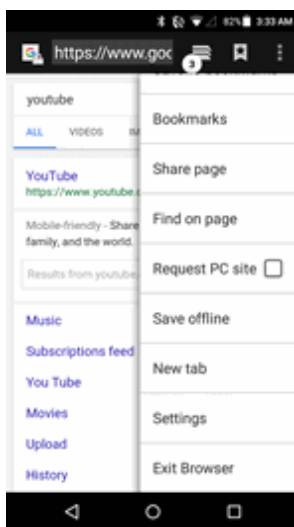 82% 3:33 AM
https://www.goo
3
youtube
ALL VIDEOS
Bookmarks
YouTube
https://www.youtube.c
Share page
Mobile-friendly - Share
family, and the world.
Find on page
Results from youtube.
Request PC site
Music
Save offline
Subscriptions feed
You Tube
New tab
Movies
Settings
Upload
History
Exit Browser